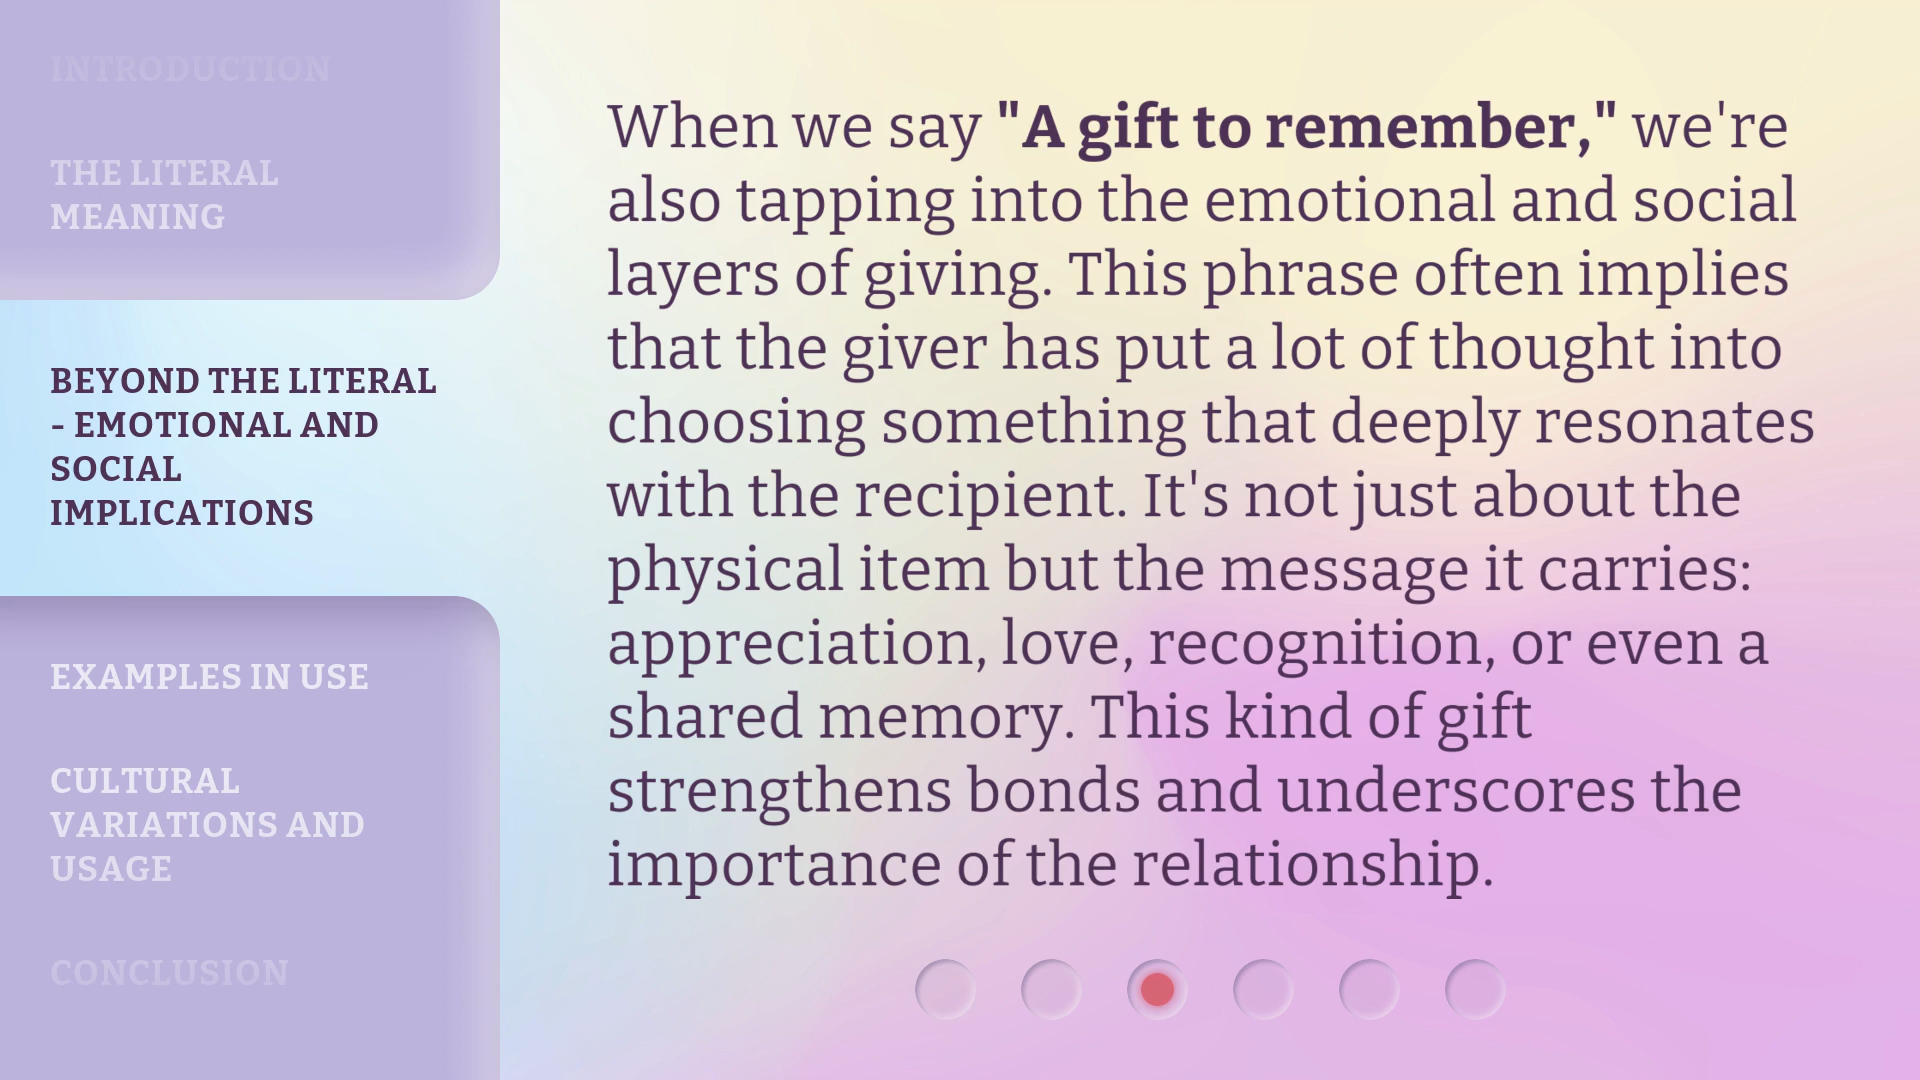 INTRODUCTION
THE LITERAL
MEANING
BEYOND THE LITERAL
- EMOTIONAL AND
SOCIAL
IMPLICATIONS
EXAMPLES IN USE
CULTURAL
VARIATIONS AND
USAGE
CONCLUSION
When we say "A gift to remember," we're
also tapping into the emotional and social
layers of giving. This phrase often implies
that the giver has put a lot of thought into
choosing something that deeply resonates
with the recipient. It's not just about the
physical item but the message it carries:
appreciation, love, recognition, or even a
shared memory. This kind of gift
strengthens bonds and underscores the
importance of the relationship.